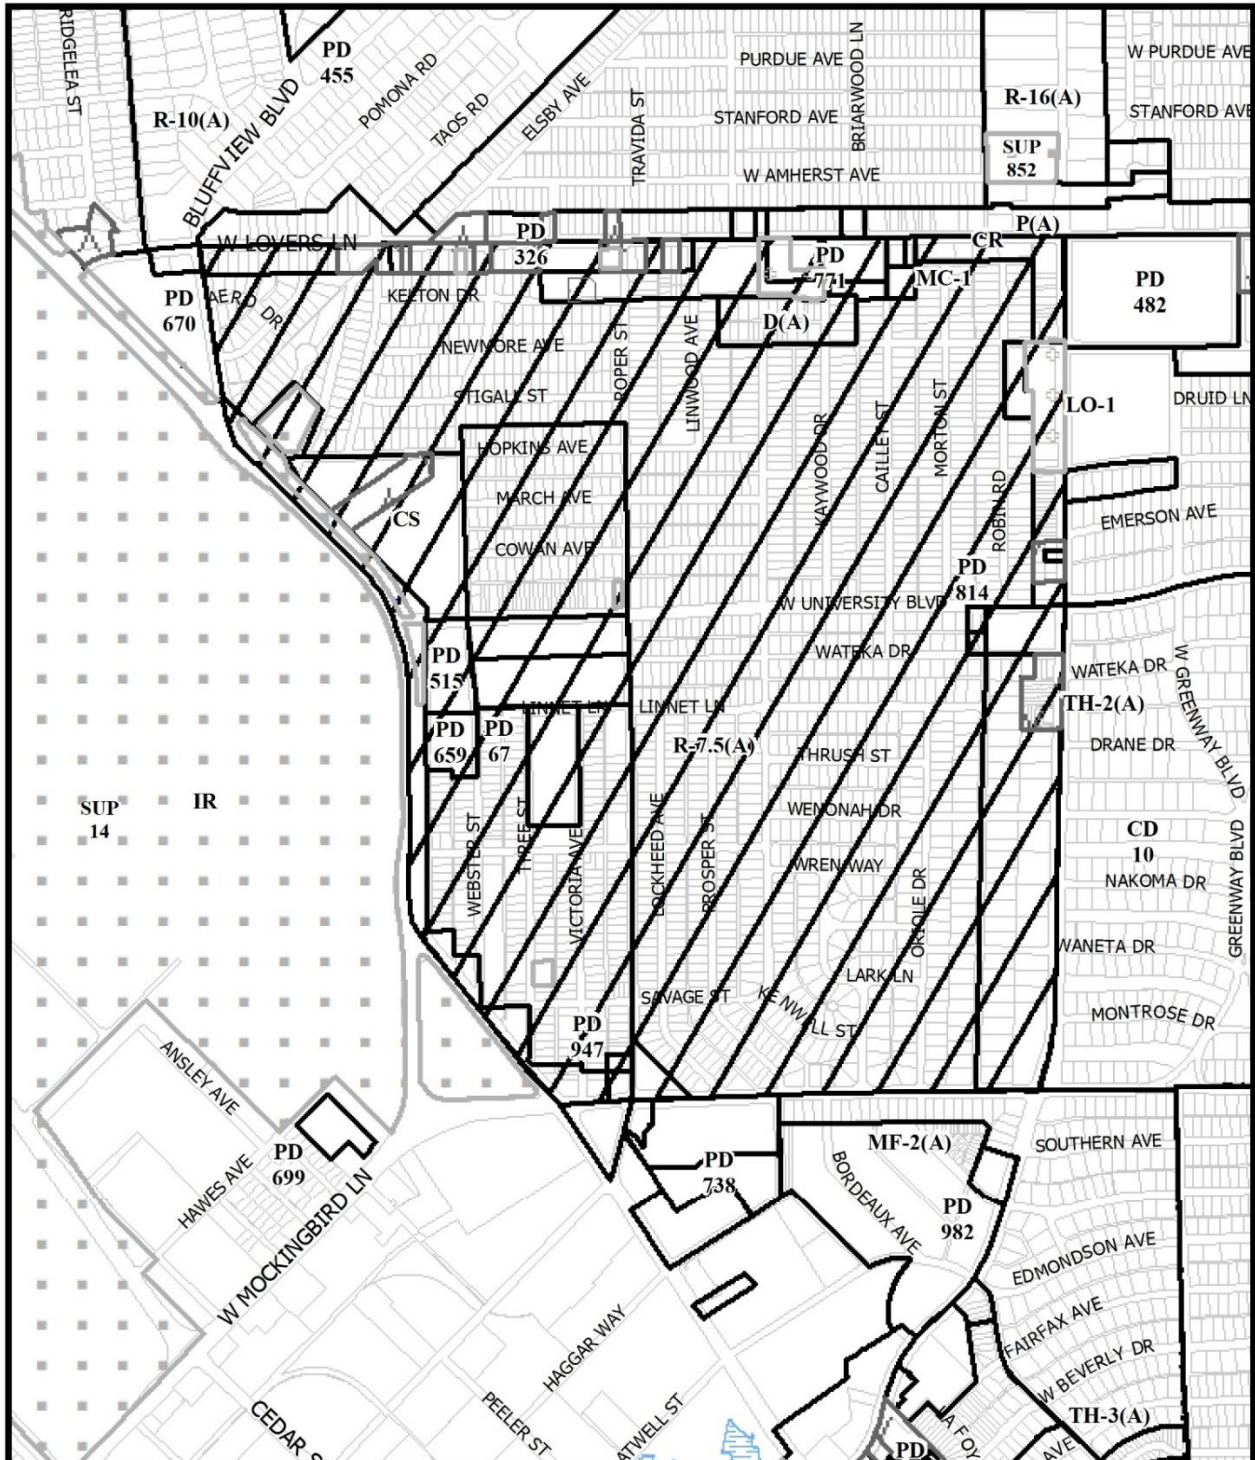 RIDGELEA ST
PD
455
R-10(A)
BLUFFVIEW BLVD
POMONA RD
TAOS RD
ELSBY AVE
TRAVIDA ST
PURDUE AVE
STANFORD AVE
BRIARWOOD LN
W AMHERST AVE
R-16(A)
SUP
852
W PURDUE AVE
STANFORD AVE
W LOVERS LN
PD
326
P(A)
CR
PD
771
MC-1
PD
482
PD
670
AERO DR
KELTON DR
D(A)
NEWMORE AVE
ROPER ST
LINWOOD AVE
STIGALL ST
KAYWOOD DR
CAILLET ST
MORTON ST
ROBIN RD
LO-1
DRUID LN
HOPKINS AVE
MARCH AVE
COWAN AVE
CS
EMERSON AVE
PD
814
W UNIVERSITY BLVD
PD
515
WATEKA DR
WATEKA DR
W GREENWAY BLVD
LINNET LN
LINNET LN
TH-2(A)
PD
659
PD
67
R-7.5(A)
THRUSH ST
DRANE DR
SUP
14
IR
WEBSTER ST
TYREE ST
VICTORIA AVE
LOCKHEED AVE
PROSPER ST
WENONAH DR
WREN WAY
ORIOLE DR
CD
10
NAKOMA DR
GREENWAY BLVD
WANETA DR
LARK LN
SAVAGE ST
KENWELL ST
MONTROSE DR
PD
947
ANSLEY AVE
PD
699
HAWES AVE
W MOCKINGBIRD LN
MF-2(A)
SOUTHERN AVE
PD
738
BORDEAUX AVE
PD
982
EDMONDSON AVE
FAIRFAX AVE
W BEVERLY DR
HAGGAR WAY
PEELER ST
ATWELL ST
CEDAR S
TH-3(A)
A FOY
AVE
PD